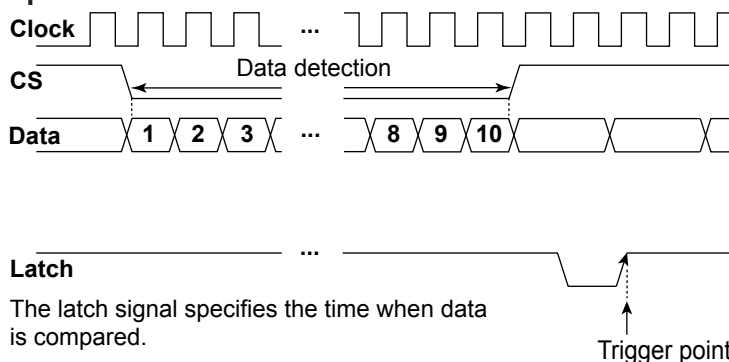 Clock
...
CS
Data detection
Data
1 2 3 ... 8 9 10
...
Latch
The latch signal specifies the time when data
is compared.
Trigger point